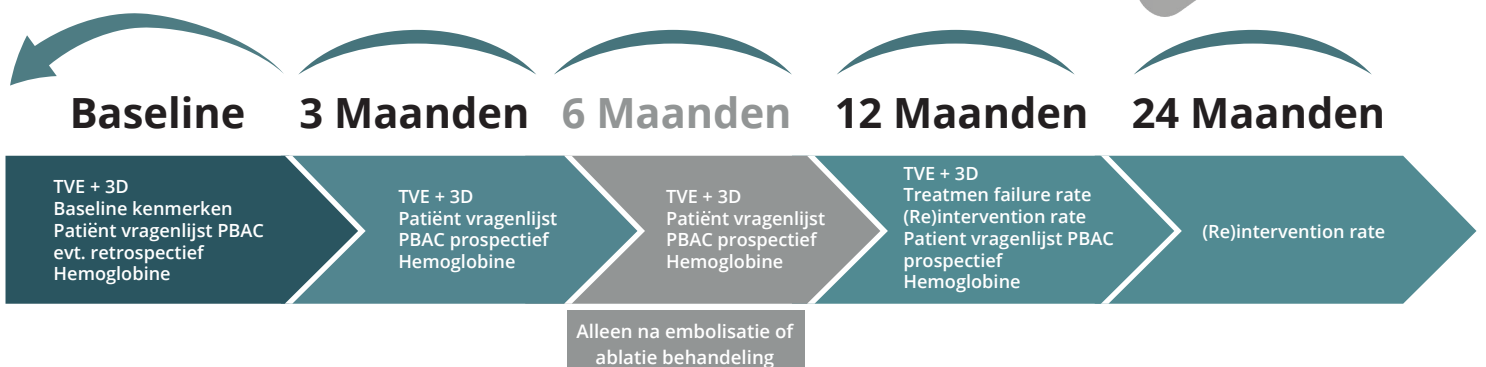 Baseline
3 Maanden
6 Maanden
12 Maanden
24 Maanden
TVE + 3D
Baseline kenmerken
Patiënt vragenlijst PBAC
evt. retrospectief
Hemoglobine
TVE + 3D
Patiënt vragenlijst
PBAC prospectief
Hemoglobine
TVE + 3D
Patiënt vragenlijst
PBAC prospectief
Hemoglobine
TVE + 3D
Treatmen failure rate
(Re)intervention rate
Patient vragenlijst PBAC
prospectief
Hemoglobine
(Re)intervention rate
Alleen na embolisatie of
ablatie behandeling